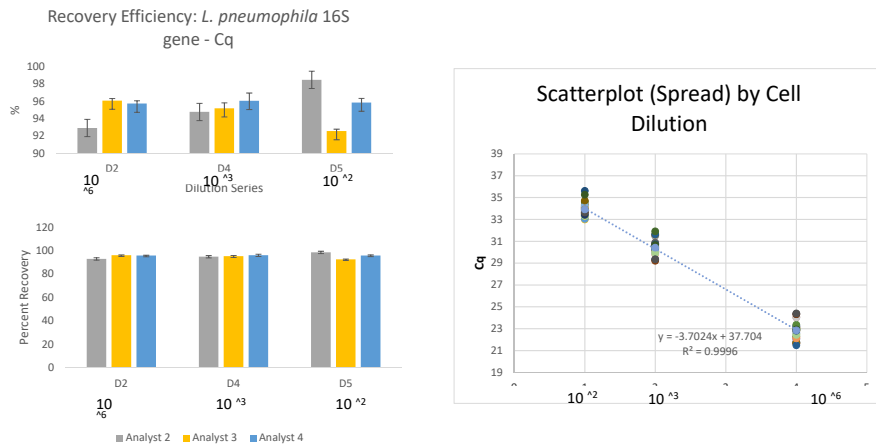 Recovery Efficiency: L. pneumophila 16S
gene - Cq
100
98
96
94
92
90
%
D2 D4 D5
10 ^6 10 ^3 10 ^2
Dilution Series
120
100
80
60
40
20
0
Percent Recovery
D2 D4 D5
10 ^6 10 ^3 10 ^2
Analyst 2 Analyst 3 Analyst 4
Scatterplot (Spread) by Cell
Dilution
39
37
35
33
31
29
27
25
23
21
19
Cq
y = -3.7024x + 37.704
R² = 0.9996
0 1 2 3 4 5
10 ^2 10 ^3 10 ^6